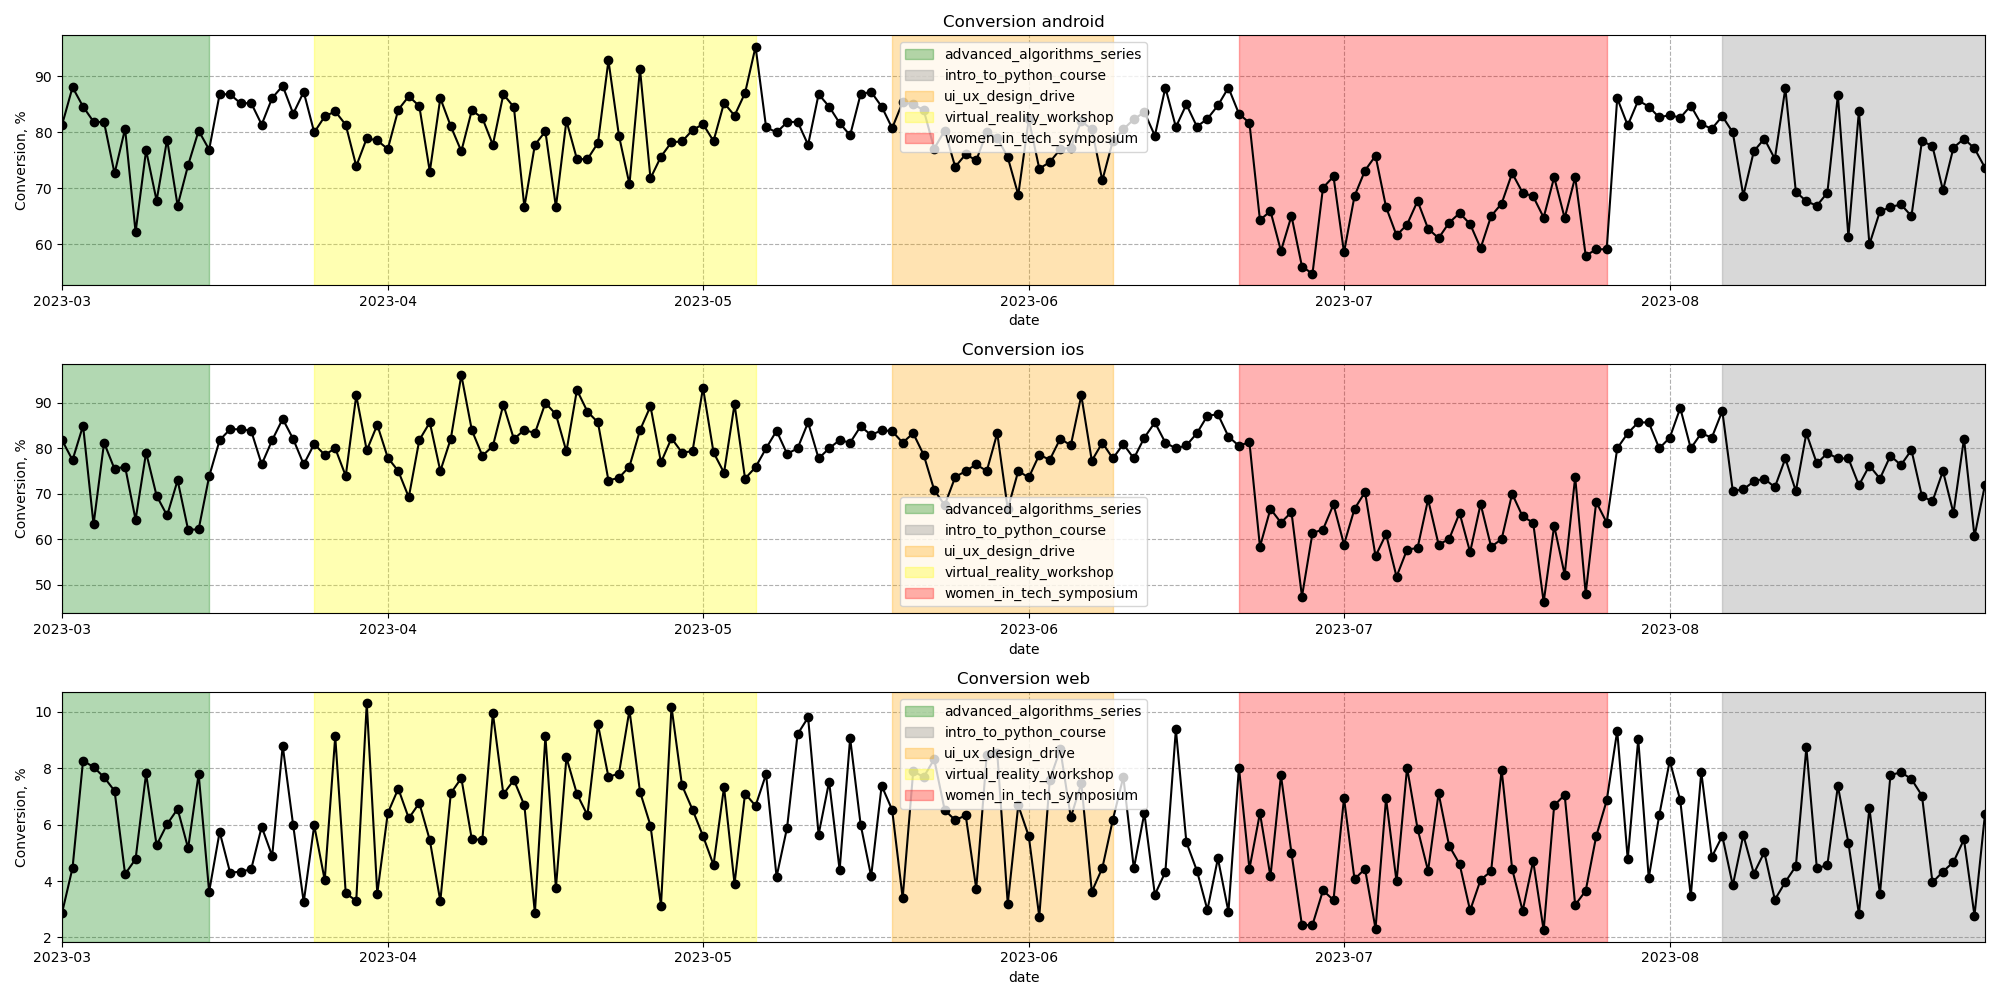 Conversion android
Conversion, %
90
80
70
60
advanced_algorithms_series
intro_to_python_course
ui_ux_design_drive
virtual_reality_workshop
women_in_tech_symposium
2023-03 2023-04 2023-05 2023-06 2023-07 2023-08
date
Conversion ios
Conversion, %
90
80
70
60
50
advanced_algorithms_series
intro_to_python_course
ui_ux_design_drive
virtual_reality_workshop
women_in_tech_symposium
2023-03 2023-04 2023-05 2023-06 2023-07 2023-08
date
Conversion web
Conversion, %
10
8
6
4
2
advanced_algorithms_series
intro_to_python_course
ui_ux_design_drive
virtual_reality_workshop
women_in_tech_symposium
2023-03 2023-04 2023-05 2023-06 2023-07 2023-08
date